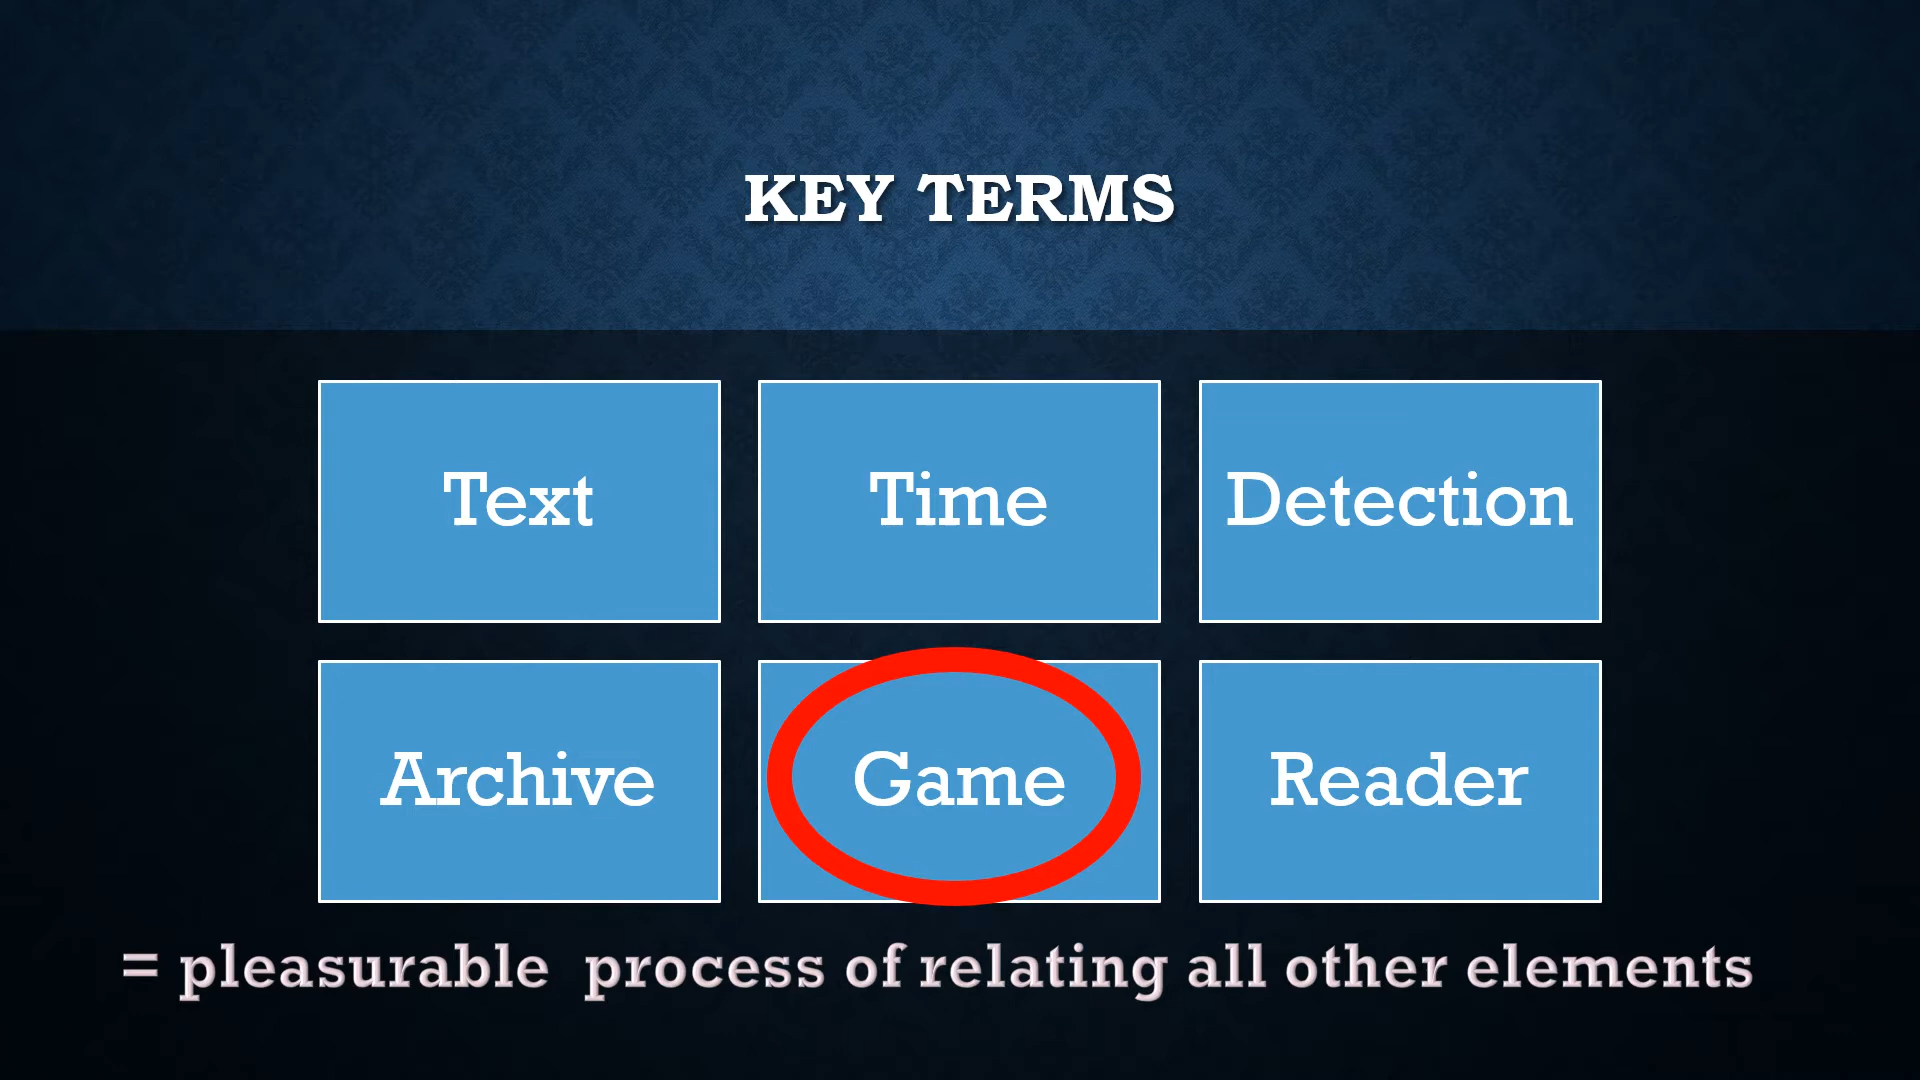 KEY TERMS
Text
Time
Detection
Archive
Game
Reader
= pleasurable process of relating all other elements